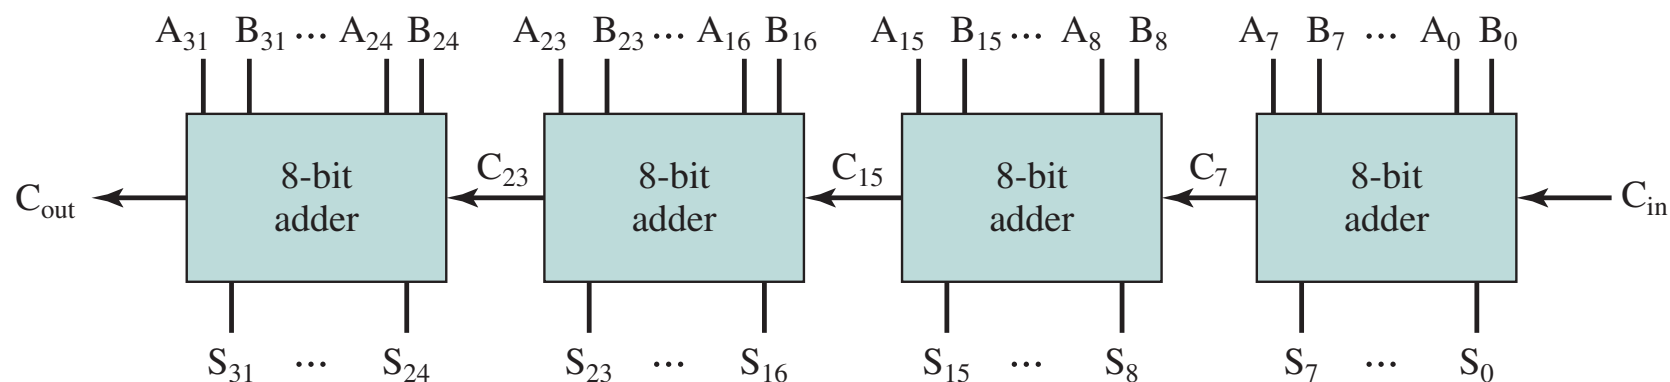 A₃₁ B₃₁ ... A₂₄ B₂₄ A₂₃ B₂₃ ... A₁₆ B₁₆ A₁₅ B₁₅ ... A₈ B₈ A₇ B₇ ... A₀ B₀
C_out 8-bit adder C₂₃ 8-bit adder C₁₅ 8-bit adder C₇ 8-bit adder C_in
S₃₁ ... S₂₄ S₂₃ ... S₁₆ S₁₅ ... S₈ S₇ ... S₀